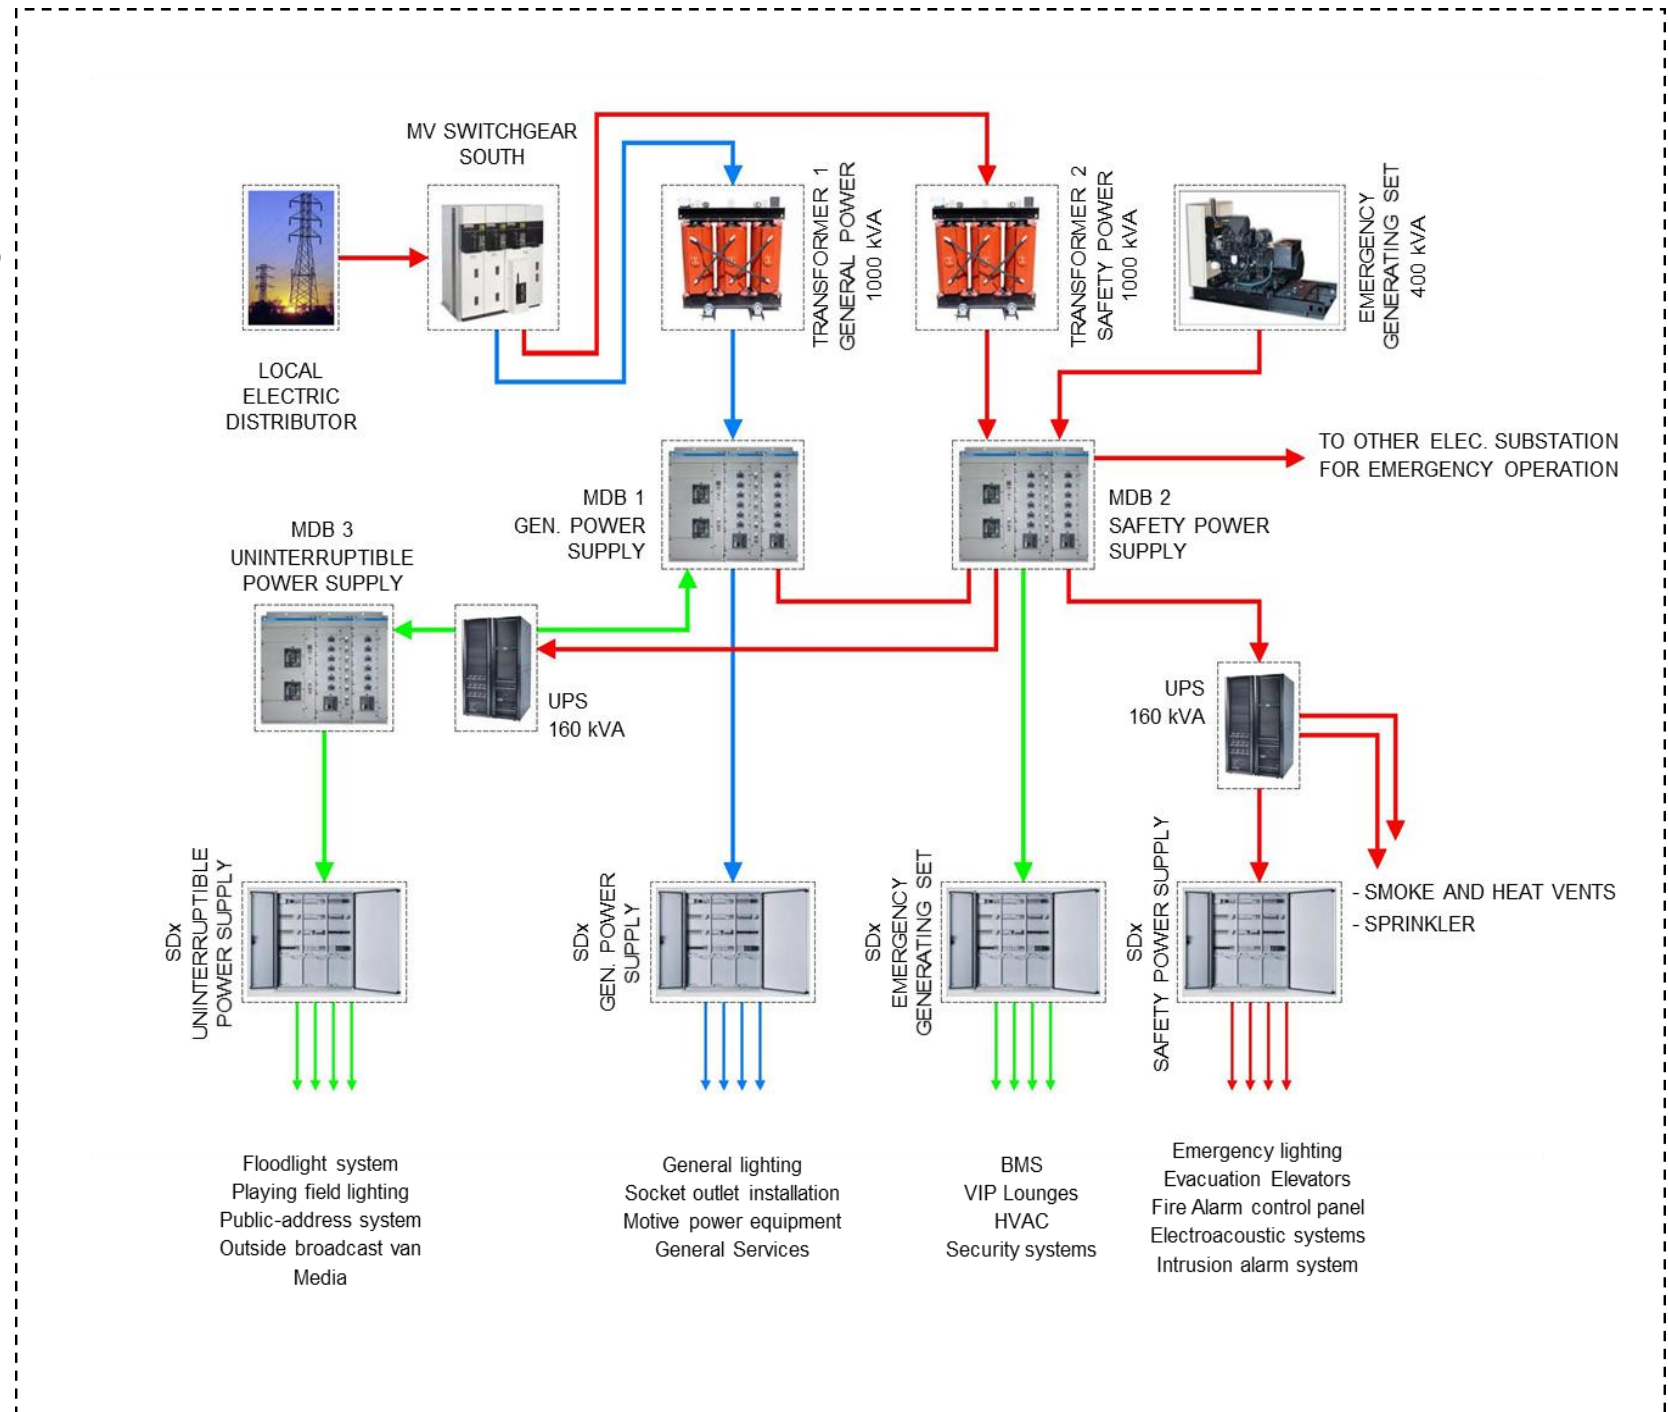 MV SWITCHGEAR
SOUTH
TRANSFORMER 1
GENERAL POWER
1000 kVA
TRANSFORMER 2
SAFETY POWER
1000 kVA
EMERGENCY
GENERATING SET
400 kVA
LOCAL
ELECTRIC
DISTRIBUTOR
TO OTHER ELEC. SUBSTATION
FOR EMERGENCY OPERATION
MDB 1
GEN. POWER
SUPPLY
MDB 2
SAFETY POWER
SUPPLY
MDB 3
UNINTERRUPTIBLE
POWER SUPPLY
UPS
160 kVA
UPS
160 kVA
SDx
UNINTERRUPTIBLE
POWER SUPPLY
SDx
GEN. POWER
SUPPLY
SDx
EMERGENCY
GENERATING SET
SDx
SAFETY POWER SUPPLY
- SMOKE AND HEAT VENTS
- SPRINKLER
Floodlight system
Playing field lighting
Public-address system
Outside broadcast van
Media
General lighting
Socket outlet installation
Motive power equipment
General Services
BMS
VIP Lounges
HVAC
Security systems
Emergency lighting
Evacuation Elevators
Fire Alarm control panel
Electroacoustic systems
Intrusion alarm system